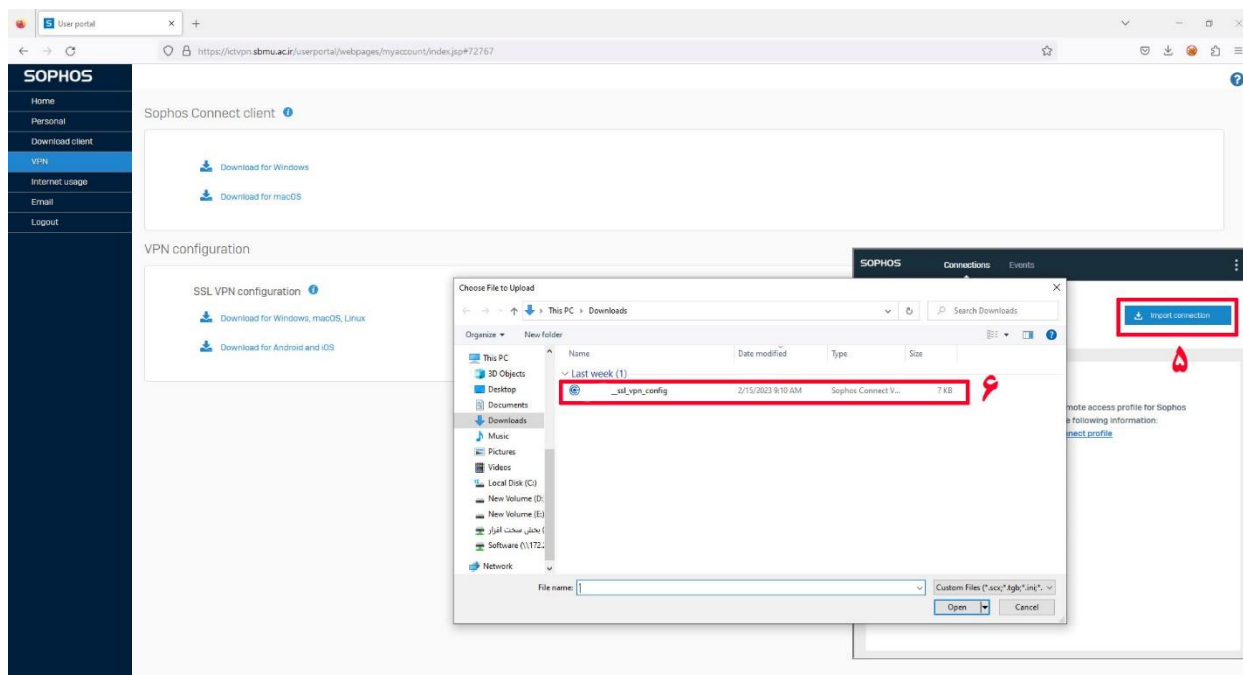 User portal
https://ictvpn.sbmu.ac.ir/userportal/webpages/myaccount/index.jsp#72767
SOPHOS
Home
Personal
Download client
VPN
Internet usage
Email
Logout
Sophos Connect client
Download for Windows
Download for macOS
VPN configuration
SSL VPN configuration
Download for Windows, macOS, Linux
Download for Android and iOS
SOPHOS Connections Events
Import connection
۵
mote access profile for Sophos
e following information:
nnect profile
Choose File to Upload
This PC > Downloads
Search Downloads
Organize New folder
This PC
3D Objects
Desktop
Documents
Downloads
Music
Pictures
Videos
Local Disk (C:)
New Volume (D:
New Volume (E:)
بخش سخت افزار (
Software (\\172.2
Network
Name Date modified Type Size
Last week (1)
__ssl_vpn_config 2/15/2023 9:10 AM Sophos Connect V... 7 KB
۶
File name: Custom Files (*.scx;*.tgb;*.ini;*.
Open Cancel